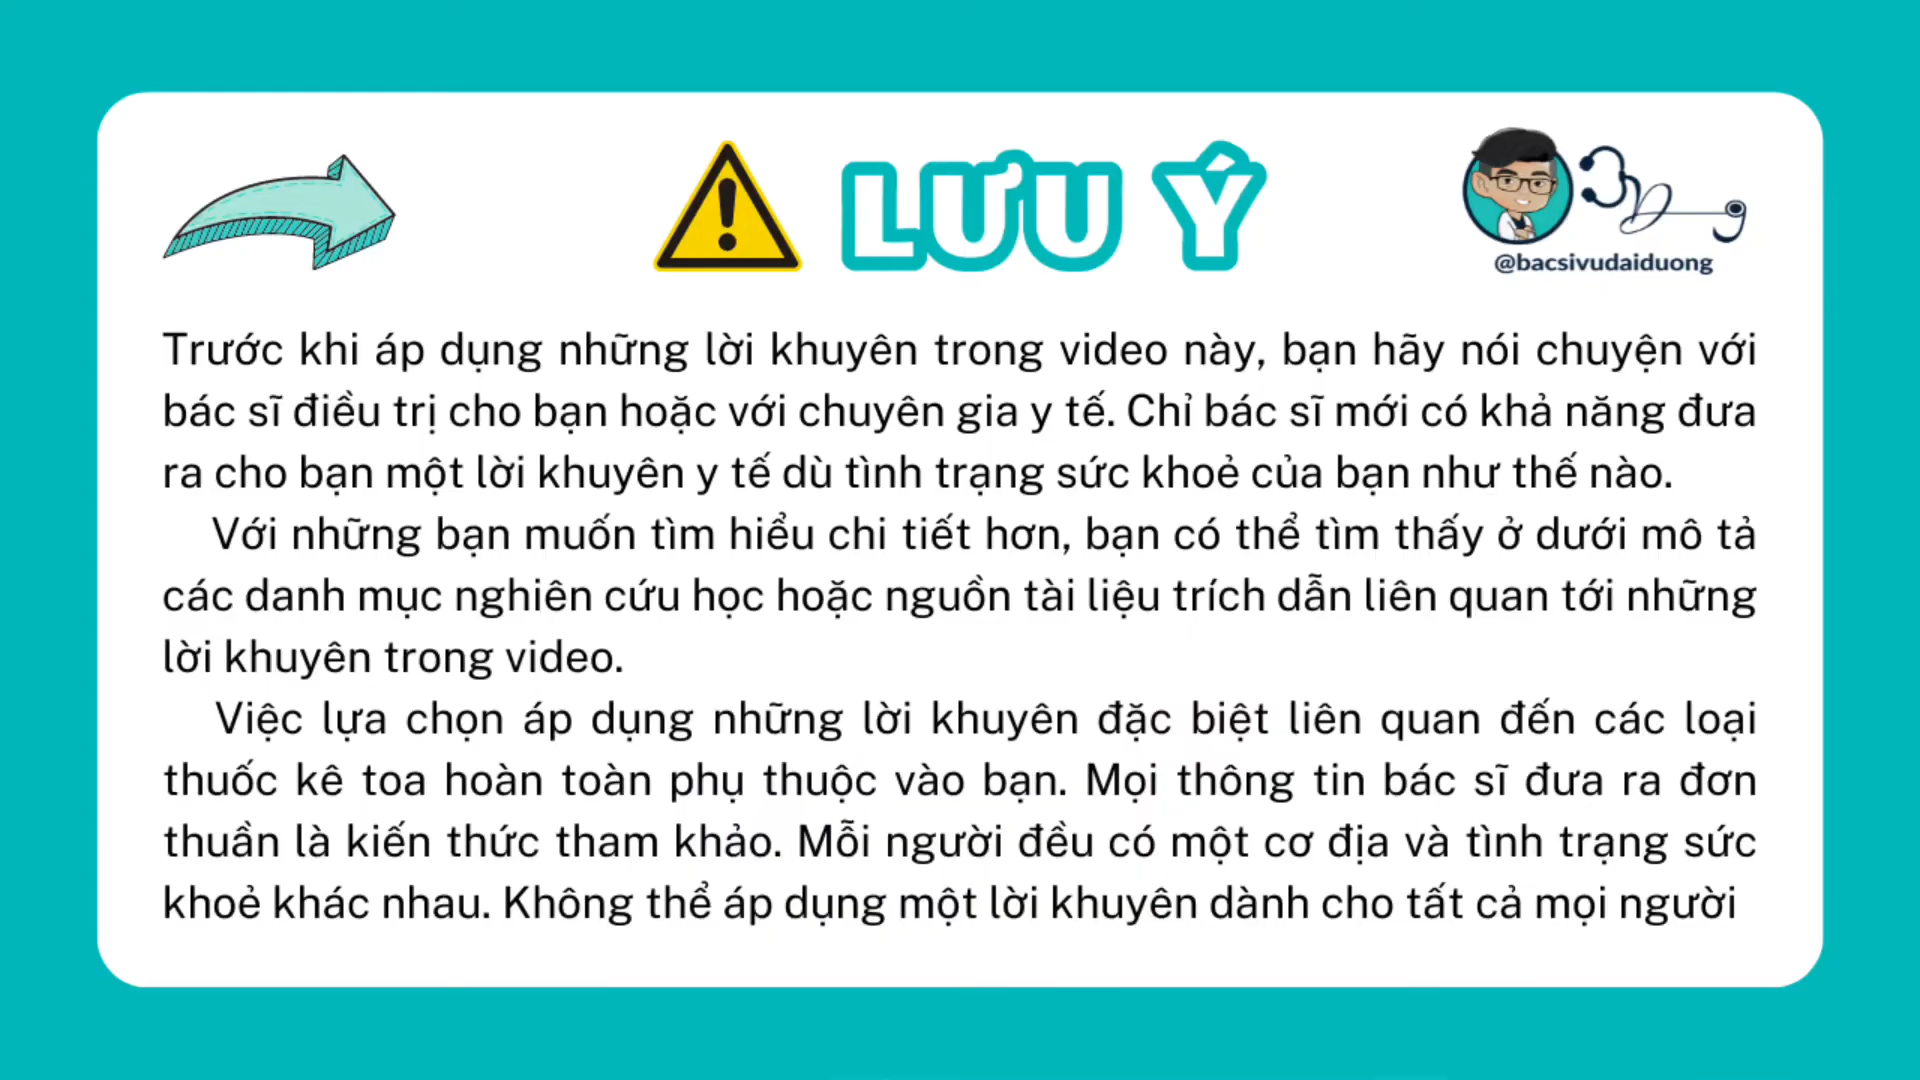 LƯU Ý
@bacsivudaiduong
Trước khi áp dụng những lời khuyên trong video này, bạn hãy nói chuyện với
bác sĩ điều trị cho bạn hoặc với chuyên gia y tế. Chỉ bác sĩ mới có khả năng đưa
ra cho bạn một lời khuyên y tế dù tình trạng sức khoẻ của bạn như thế nào.
Với những bạn muốn tìm hiểu chi tiết hơn, bạn có thể tìm thấy ở dưới mô tả
các danh mục nghiên cứu học hoặc nguồn tài liệu trích dẫn liên quan tới những
lời khuyên trong video.
Việc lựa chọn áp dụng những lời khuyên đặc biệt liên quan đến các loại
thuốc kê toa hoàn toàn phụ thuộc vào bạn. Mọi thông tin bác sĩ đưa ra đơn
thuần là kiến thức tham khảo. Mỗi người đều có một cơ địa và tình trạng sức
khoẻ khác nhau. Không thể áp dụng một lời khuyên dành cho tất cả mọi người